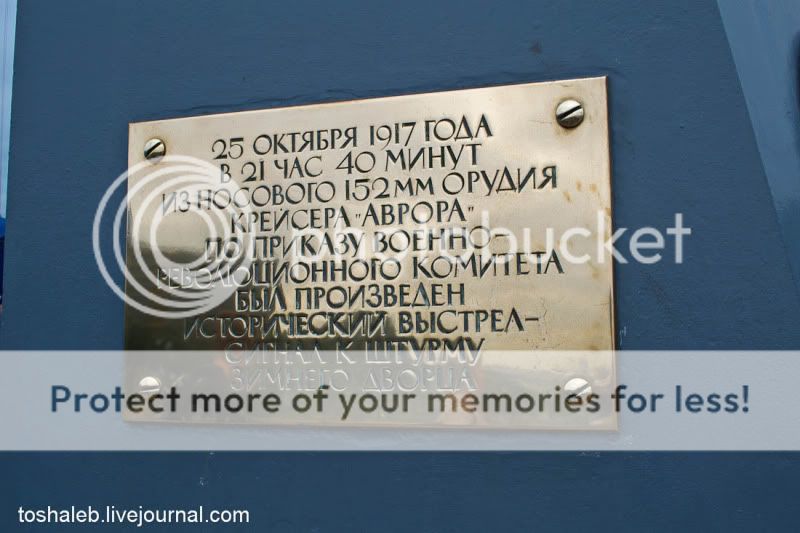 25 ОКТЯБРЯ 1917 ГОДА
В 21 ЧАС 40 МИНУТ
ИЗ НОСОВОГО 152ММ ОРУДИЯ
КРЕЙСЕРА "АВРОРА"
ПО ПРИКАЗУ ВОЕННО-
РЕВОЛЮЦИОННОГО КОМИТЕТА
БЫЛ ПРОИЗВЕДЕН
ИСТОРИЧЕСКИЙ ВЫСТРЕЛ-
СИГНАЛ К ШТУРМУ
ЗИМНЕГО ДВОРЦА
photobucket
Protect more of your memories for less!
toshaleb.livejournal.com